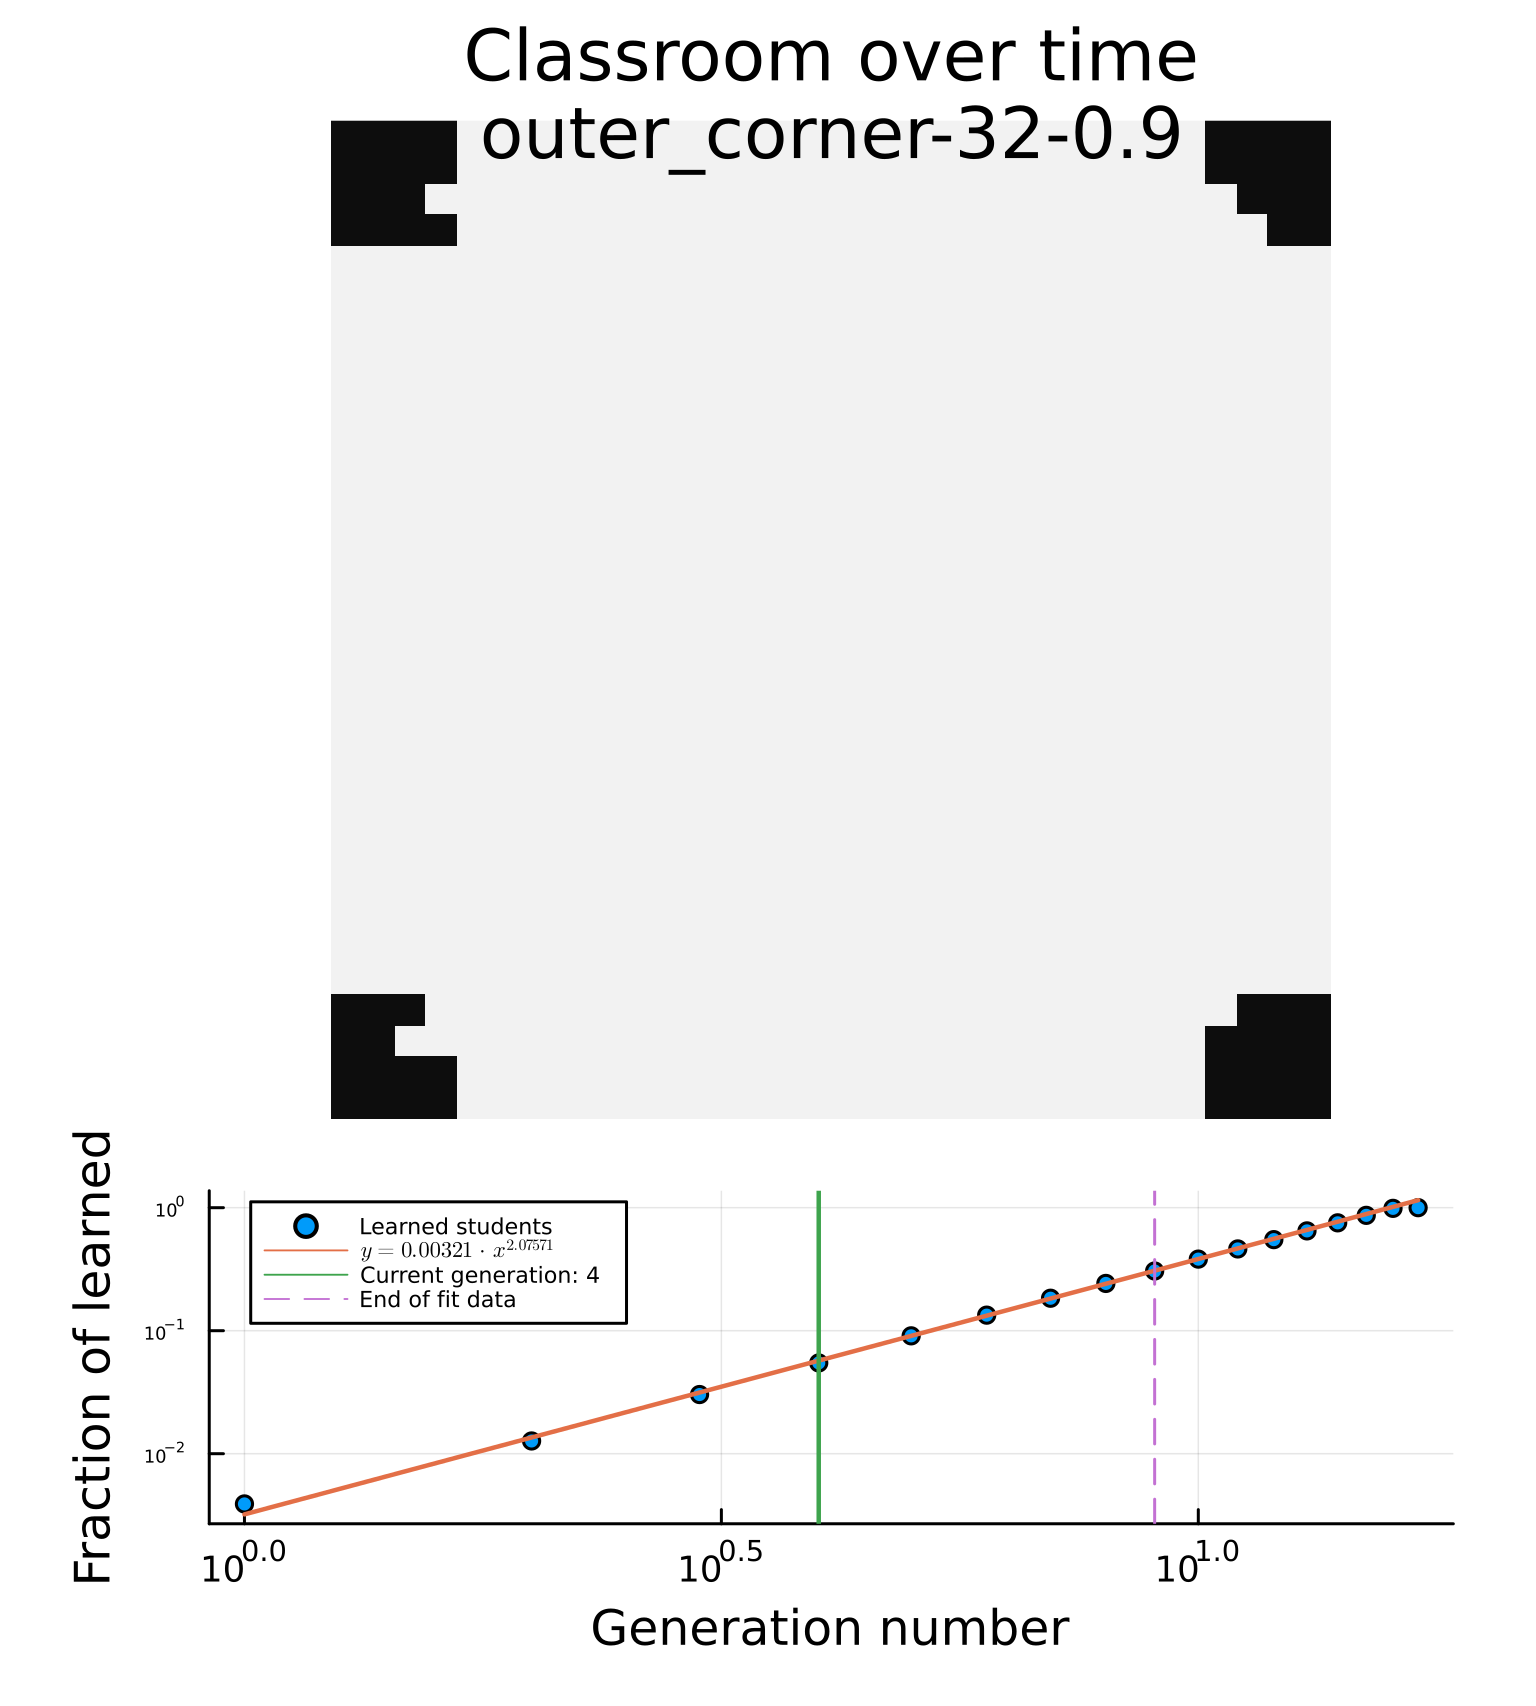 Classroom over time
outer_corner-32-0.9
Fraction of learned
10⁰
10⁻¹
10⁻²
Learned students
y = 0.00321 · x^2.07571
Current generation: 4
End of fit data
10^0.0
10^0.5
10^1.0
Generation number